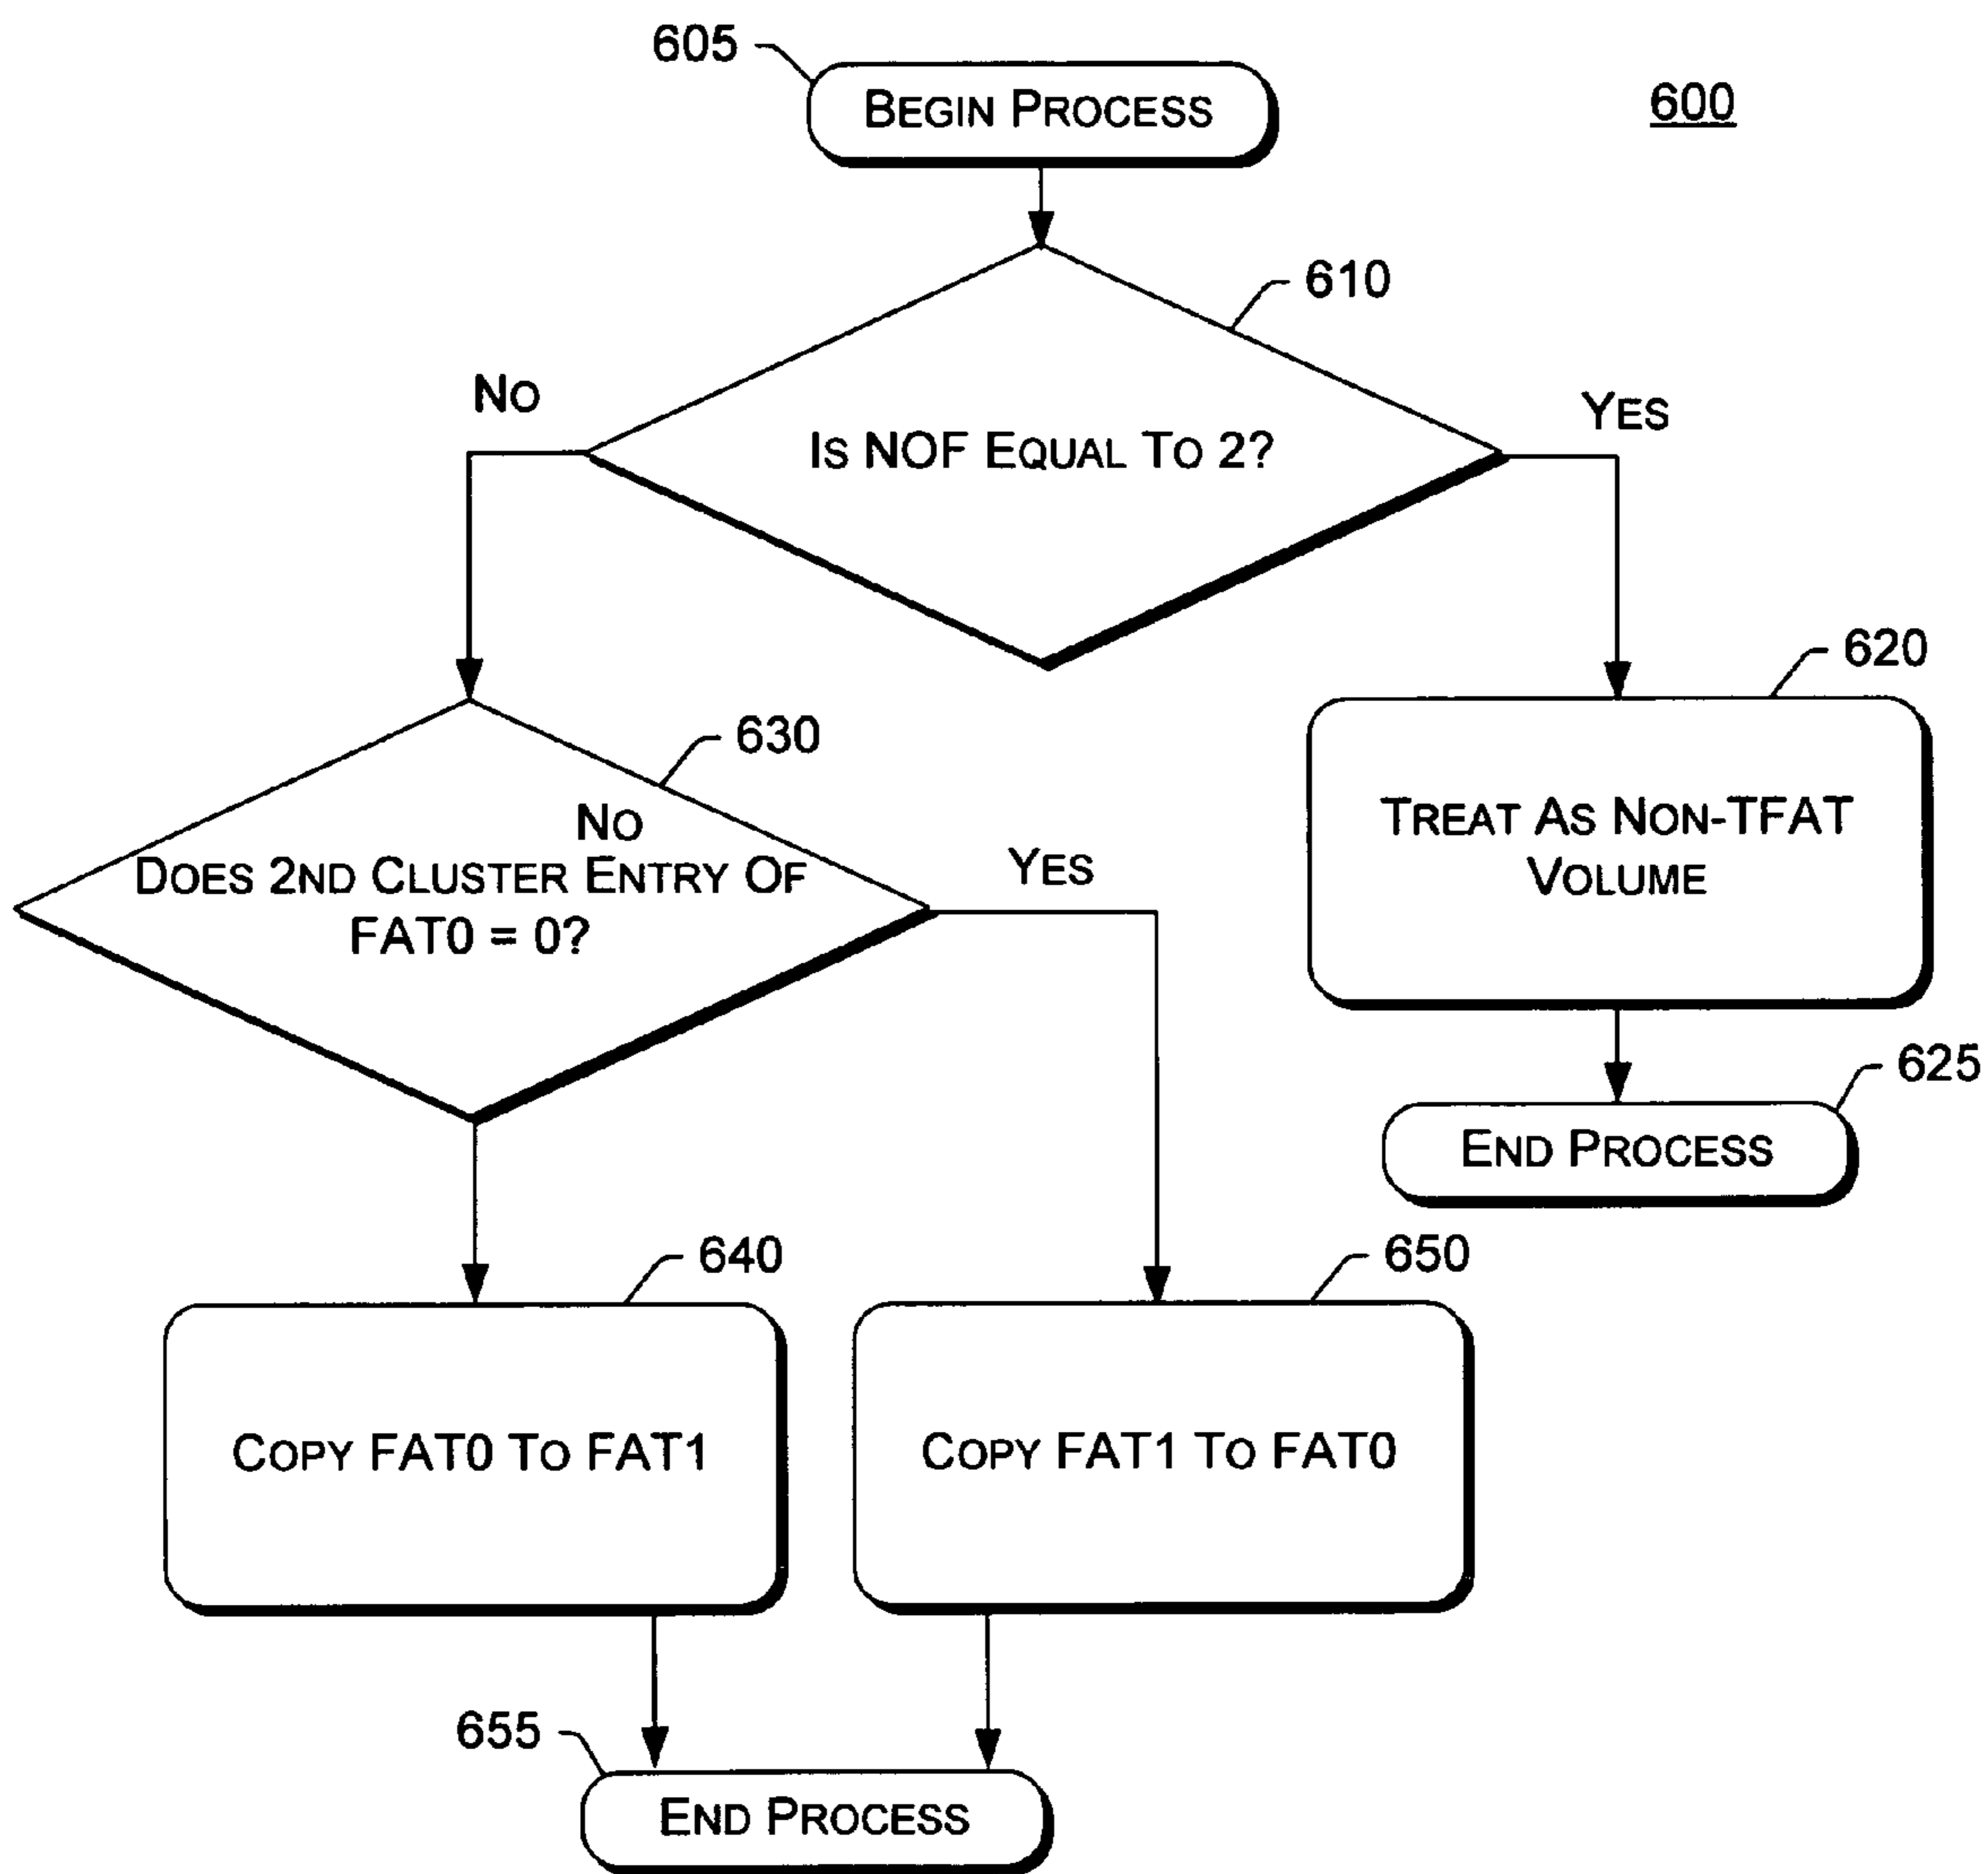 605
BEGIN PROCESS
600
610
NO
YES
IS NOF EQUAL TO 2?
620
630
NO
DOES 2ND CLUSTER ENTRY OF
FAT0 = 0?
YES
TREAT AS NON-TFAT
VOLUME
625
END PROCESS
640
650
COPY FAT0 TO FAT1
COPY FAT1 TO FAT0
655
END PROCESS